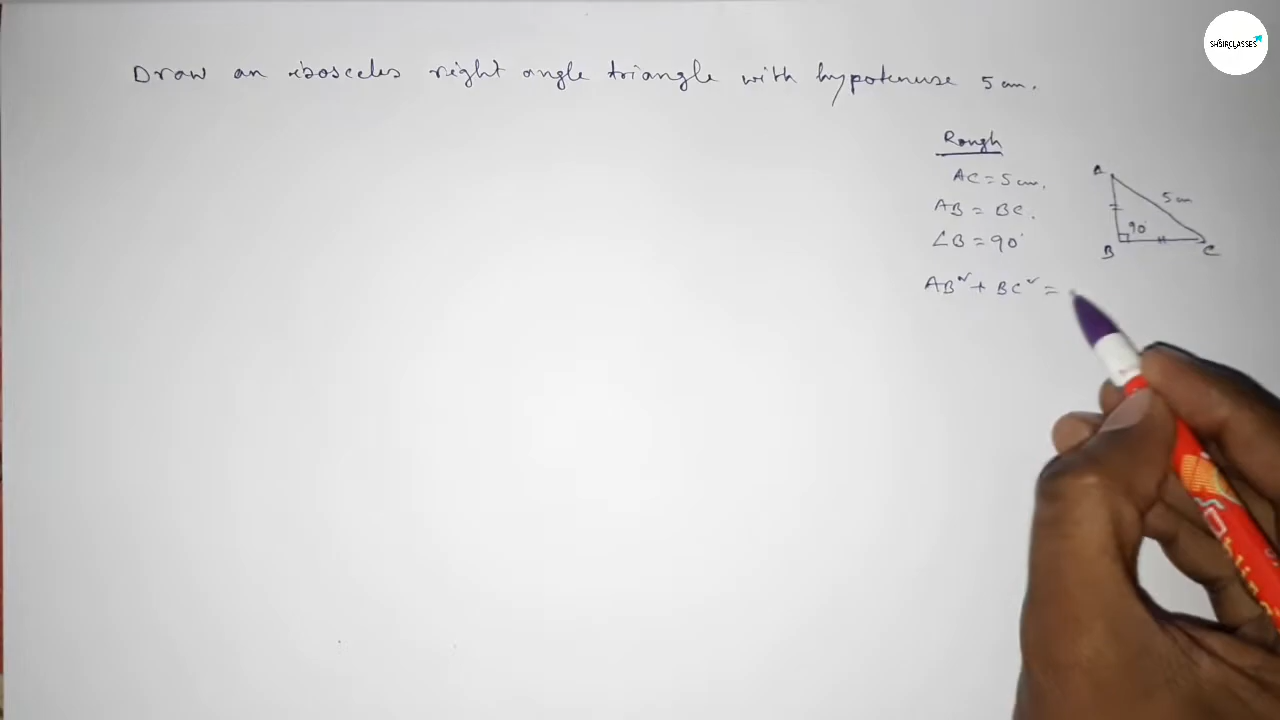 SHSIRCLASSES
Draw an isosceles right angle triangle with hypotenuse 5 cm.
Rough
AC = 5 cm.
AB = BC.
∠B = 90°
AB² + BC² =
A
5 cm
90°
B
C